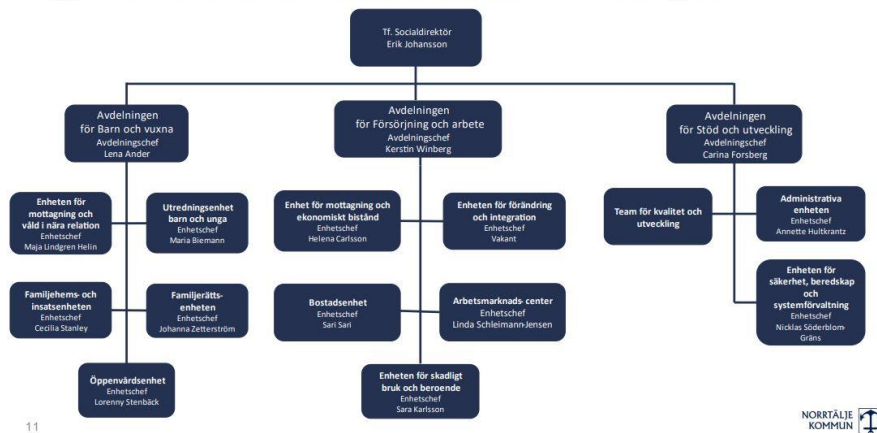 Tf. Socialdirektör
Erik Johansson
Avdelningen
för Barn och vuxna
Avdelningschef
Lena Ander
Avdelningen
för Försörjning och arbete
Avdelningschef
Kerstin Winberg
Avdelningen
för Stöd och utveckling
Avdelningschef
Carina Forsberg
Enheten för
mottagning och
våld i nära relation
Enhetschef
Maja Lindgren Helin
Utredningsenhet
barn och unga
Enhetschef
Maria Biemann
Enhet för mottagning och
ekonomiskt bistånd
Enhetschef
Helena Carlsson
Enheten för förändring
och integration
Enhetschef
Vakant
Team för kvalitet och
utveckling
Administrativa
enheten
Enhetschef
Annette Hultkrantz
Familjehems- och
insatsenheten
Enhetschef
Cecilia Stanley
Familjerätts-
enheten
Enhetschef
Johanna Zetterström
Bostadsenhet
Enhetschef
Sari Sari
Arbetsmarknads- center
Enhetschef
Linda Schleimann-Jensen
Enheten för
säkerhet, beredskap
och
systemförvaltning
Enhetschef
Nicklas Söderblom-
Gräns
Öppenvårdsenhet
Enhetschef
Lorenny Stenbäck
Enheten för skadligt
bruk och beroende
Enhetschef
Sara Karlsson
11
NORRTÄLJE
KOMMUN